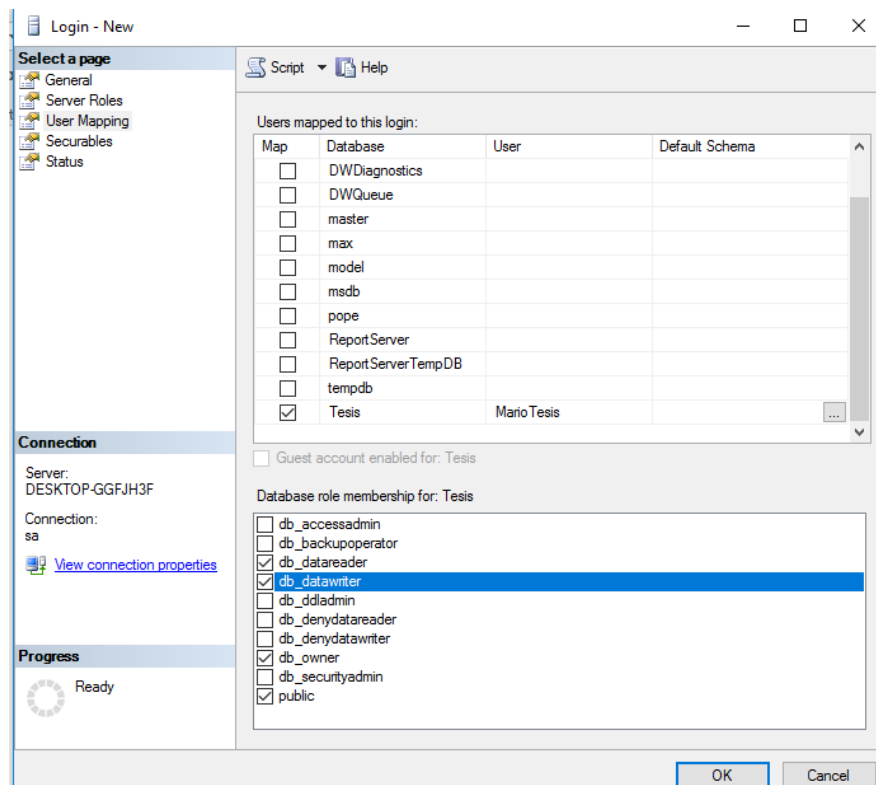 Login - New
Select a page
General
Server Roles
User Mapping
Securables
Status
Script
Help
Users mapped to this login:
Map Database User Default Schema
DWDiagnostics
DWQueue
master
max
model
msdb
pope
ReportServer
ReportServerTempDB
tempdb
Tesis MarioTesis ...
Guest account enabled for: Tesis
Database role membership for: Tesis
db_accessadmin
db_backupoperator
db_datareader
db_datawriter
db_ddladmin
db_denydatareader
db_denydatawriter
db_owner
db_securityadmin
public
Connection
Server:
DESKTOP-GGFJH3F
Connection:
sa
View connection properties
Progress
Ready
OK Cancel